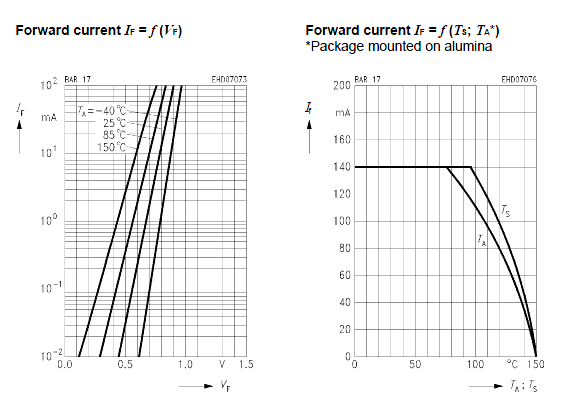 Forward current IF = f (VF)
BAR 17 EHD07073
10²
IF
mA
TA = −40 °C
25 °C
85 °C
150 °C
10¹
10⁰
10⁻¹
10⁻²
0.0 0.5 1.0 V 1.5
VF
Forward current IF = f (TS; TA*)
*Package mounted on alumina
BAR 17 EHD07076
200
IF
mA
160
140
120
100
80
60
40
20
0
TS
TA
0 50 100 °C 150
TA ; TS